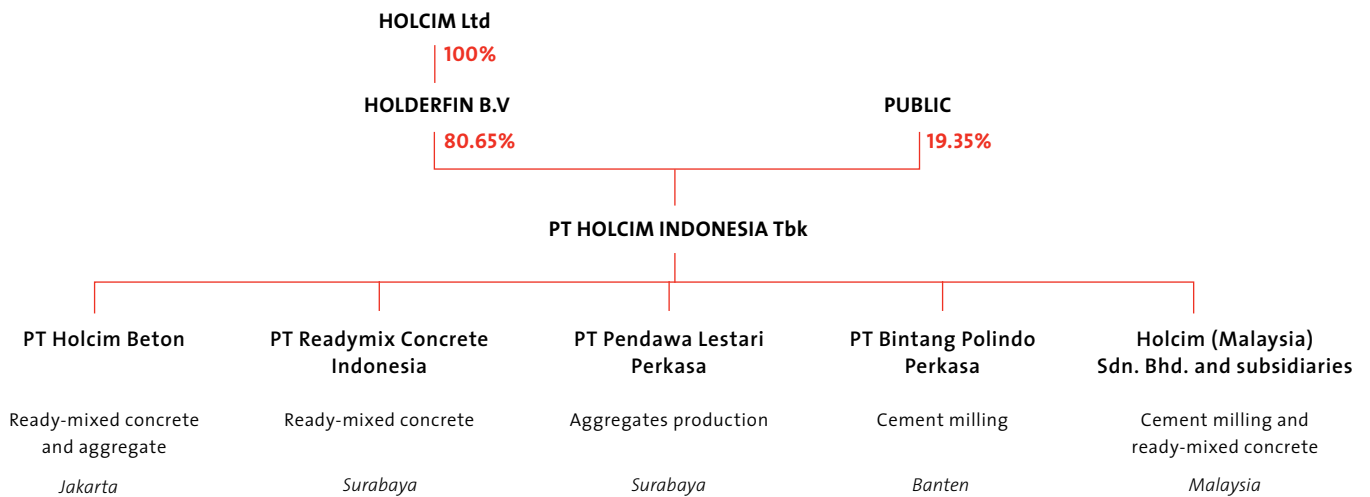 HOLCIM Ltd
100%
HOLDERFIN B.V
PUBLIC
80.65%
19.35%
PT HOLCIM INDONESIA Tbk
PT Holcim Beton
Ready-mixed concrete
and aggregate
Jakarta
PT Readymix Concrete
Indonesia
Ready-mixed concrete
Surabaya
PT Pendawa Lestari
Perkasa
Aggregates production
Surabaya
PT Bintang Polindo
Perkasa
Cement milling
Banten
Holcim (Malaysia)
Sdn. Bhd. and subsidiaries
Cement milling and
ready-mixed concrete
Malaysia